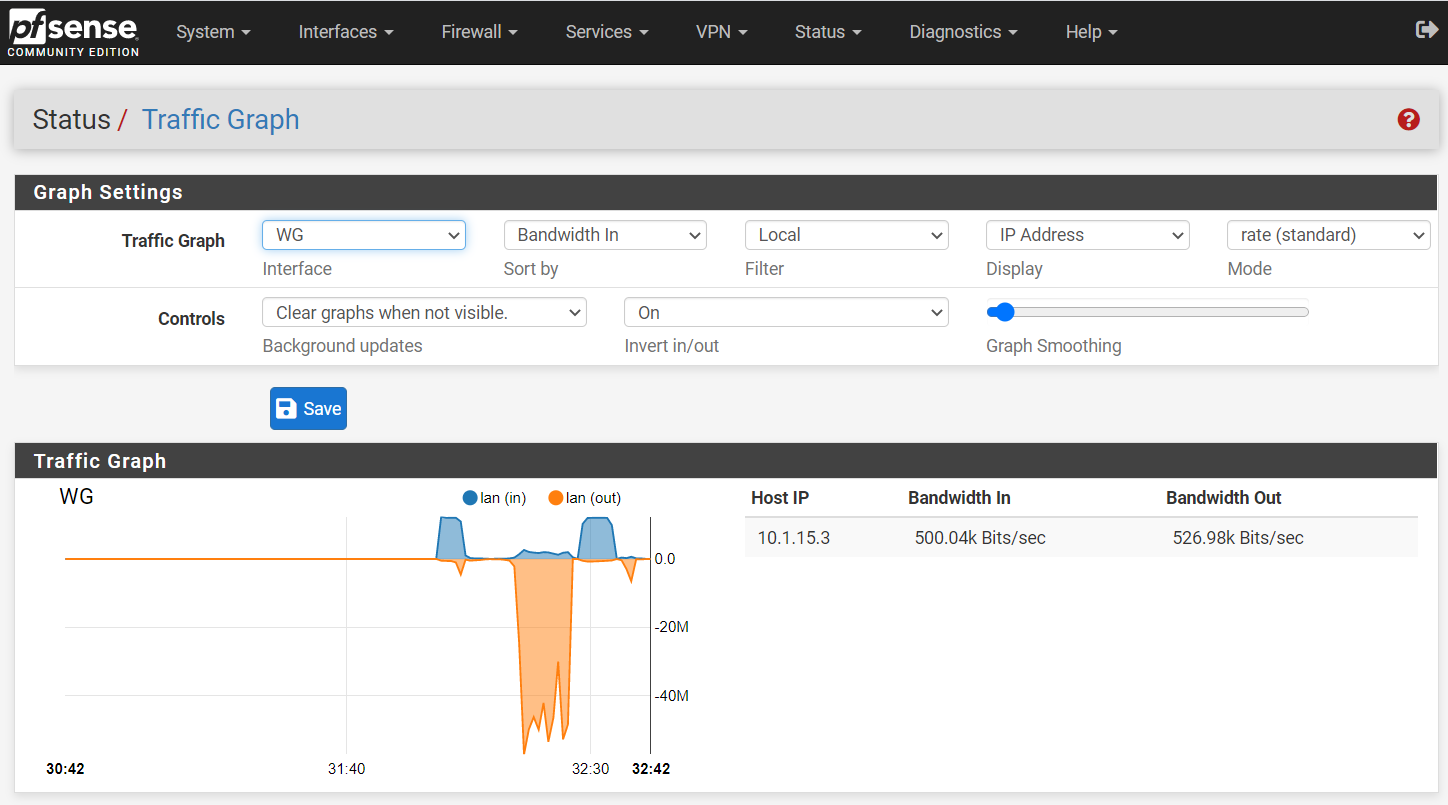 pfsense
COMMUNITY EDITION
System Interfaces Firewall Services VPN Status Diagnostics Help
Status / Traffic Graph
?
Graph Settings
Traffic Graph WG Bandwidth In Local IP Address rate (standard)
Interface Sort by Filter Display Mode
Controls Clear graphs when not visible. On
Background updates Invert in/out Graph Smoothing
Save
Traffic Graph
WG lan (in) lan (out)
0.0
-20M
-40M
30:42 31:40 32:30 32:42
Host IP Bandwidth In Bandwidth Out
10.1.15.3 500.04k Bits/sec 526.98k Bits/sec